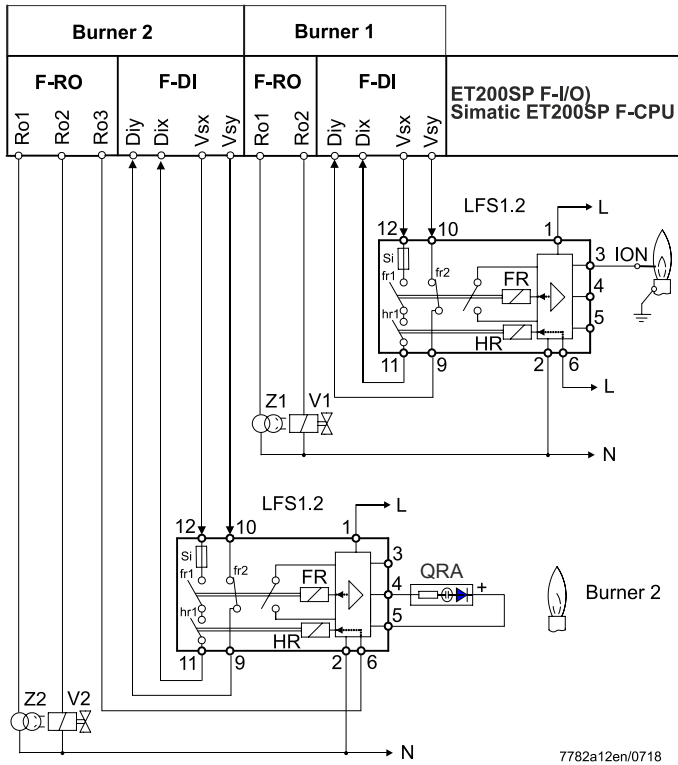 Burner 2
Burner 1
F-RO
F-DI
F-RO
F-DI
ET200SP F-I/O)
Simatic ET200SP F-CPU
Ro1
Ro2
Ro3
Diy
Dix
Vsx
Vsy
Ro1
Ro2
Diy
Dix
Vsx
Vsy
LFS1.2
L
12
10
1
3
ION
Si
fr1
fr2
FR
4
hr1
5
HR
11
9
2
6
L
Z1
V1
N
LFS1.2
L
12
10
1
3
Si
fr1
fr2
FR
4
QRA
+
Burner 2
hr1
5
HR
11
9
2
6
Z2
V2
N
7782a12en/0718